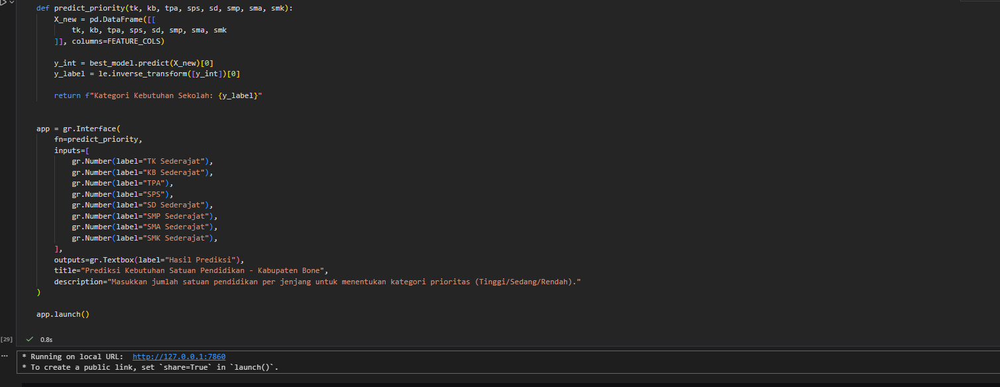 def predict_priority(tk, kb, tpa, sps, sd, smp, sma, smk):
    X_new = pd.DataFrame([[
        tk, kb, tpa, sps, sd, smp, sma, smk
    ]], columns=FEATURE_COLS)
    y_int = best_model.predict(X_new)[0]
    y_label = le.inverse_transform([y_int])[0]
    return f"Kategori Kebutuhan Sekolah: {y_label}"
app = gr.Interface(
    fn=predict_priority,
    inputs=[
        gr.Number(label="TK Sederajat"),
        gr.Number(label="KB Sederajat"),
        gr.Number(label="TPA"),
        gr.Number(label="SPS"),
        gr.Number(label="SD Sederajat"),
        gr.Number(label="SMP Sederajat"),
        gr.Number(label="SMA Sederajat"),
        gr.Number(label="SMK Sederajat"),
    ],
    outputs=gr.Textbox(label="Hasil Prediksi"),
    title="Prediksi Kebutuhan Satuan Pendidikan - Kabupaten Bone",
    description="Masukkan jumlah satuan pendidikan per jenjang untuk menentukan kategori prioritas (Tinggi/Sedang/Rendah)."
)
app.launch()
[29] 0.8s
* Running on local URL:  http://127.0.0.1:7860
* To create a public link, set `share=True` in `launch()`.